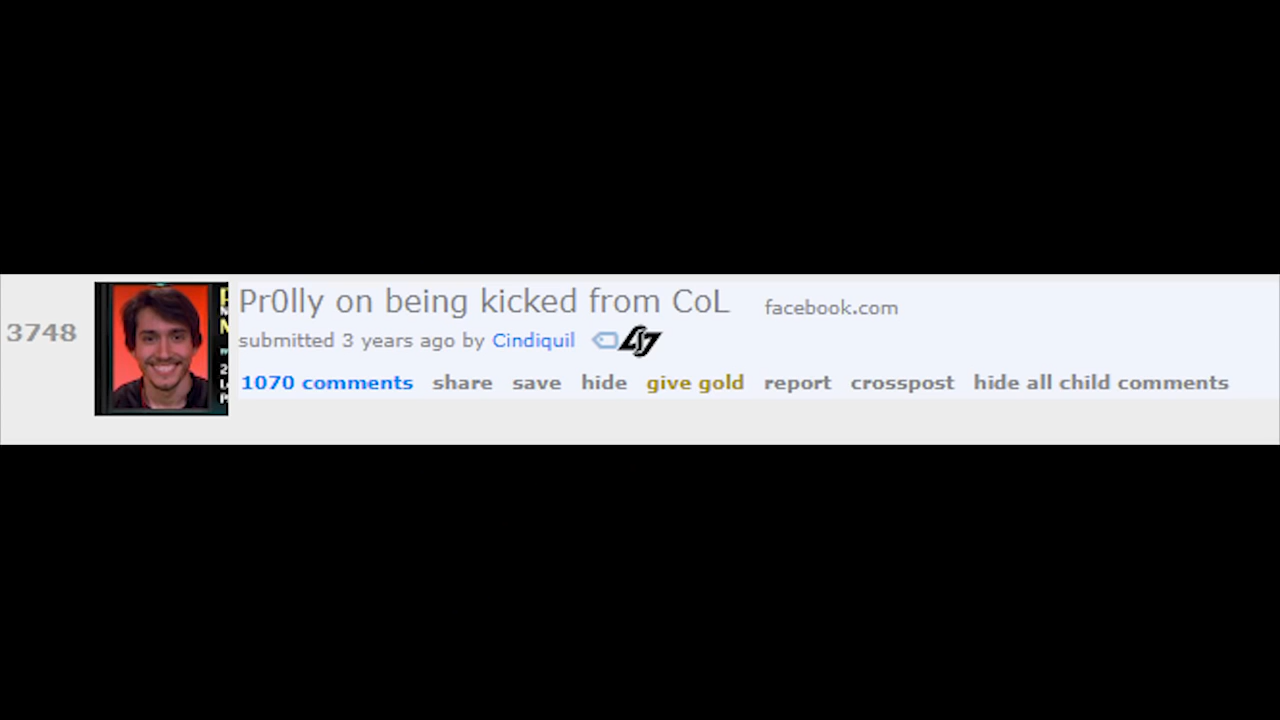 3748
Pr0lly on being kicked from CoL facebook.com
submitted 3 years ago by Cindiquil
1070 comments share save hide give gold report crosspost hide all child comments